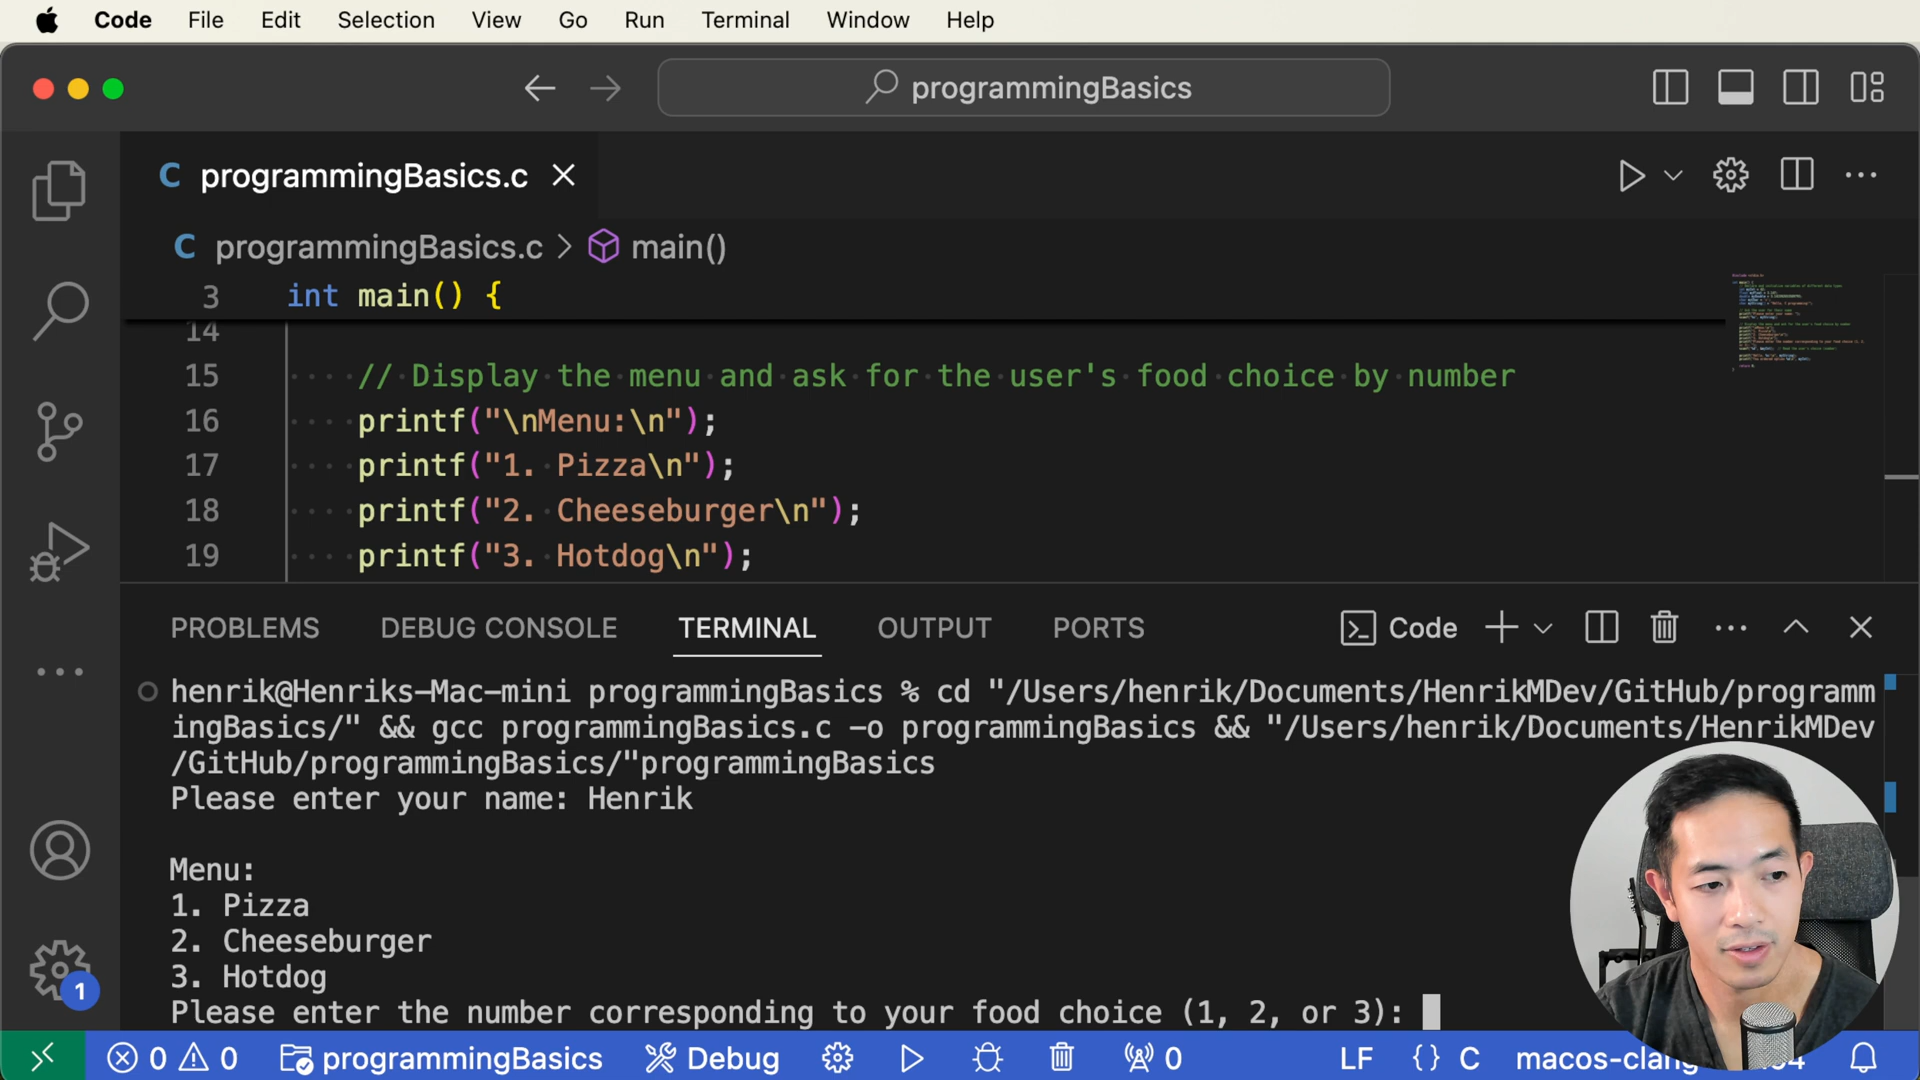 Code File Edit Selection View Go Run Terminal Window Help
programmingBasics
C programmingBasics.c
C programmingBasics.c > main()
3 int main() {
14
15 // Display the menu and ask for the user's food choice by number
16 printf("\nMenu:\n");
17 printf("1. Pizza\n");
18 printf("2. Cheeseburger\n");
19 printf("3. Hotdog\n");
PROBLEMS DEBUG CONSOLE TERMINAL OUTPUT PORTS Code
henrik@Henriks-Mac-mini programmingBasics % cd "/Users/henrik/Documents/HenrikMDev/GitHub/programm
ingBasics/" && gcc programmingBasics.c -o programmingBasics && "/Users/henrik/Documents/HenrikMDev
/GitHub/programmingBasics/"programmingBasics
Please enter your name: Henrik
Menu:
1. Pizza
2. Cheeseburger
3. Hotdog
Please enter the number corresponding to your food choice (1, 2, or 3):
1
0 0 programmingBasics Debug 0 LF {} C